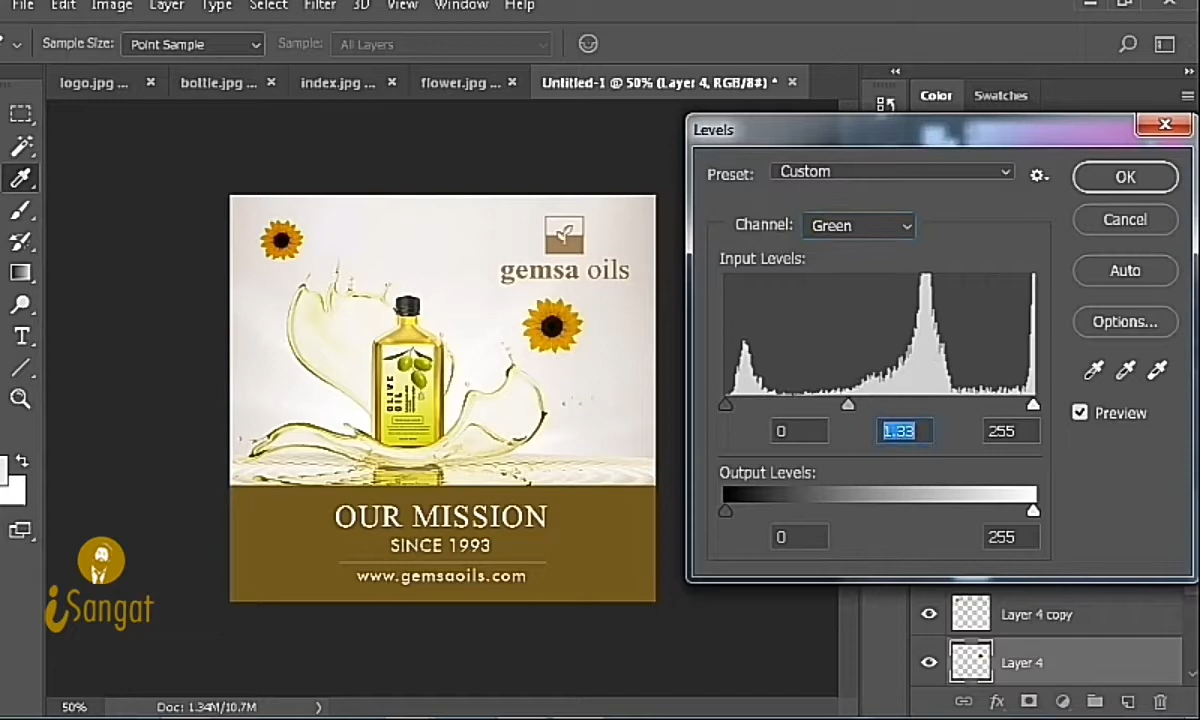 File Edit Image Layer Type Select Filter 3D View Window Help
Sample Size: Point Sample Sample: All Layers
logo.jpg ... × bottle.jpg ... × index.jpg ... × flower.jpg ... × Untitled-1 @ 50% (Layer 4, RGB/8#) * ×
Color Swatches
Levels
Preset: Custom
OK
Channel: Green
Cancel
Input Levels:
Auto
Options...
Preview
0 1.33 255
Output Levels:
0 255
gemsa oils
OLIVE
OIL
OUR MISSION
SINCE 1993
www.gemsaoils.com
iSangat
Layer 4 copy
Layer 4
fx
50% Doc: 1.34M/10.7M